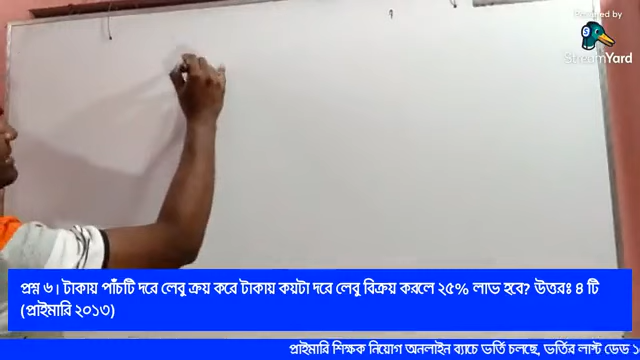 Powered by
StreamYard
প্রশ্ন ৬। টাকায় পাঁচটি দরে লেবু ক্রয় করে টাকায় কয়টা দরে লেবু বিক্রয় করলে ২৫% লাভ হবে? উত্তরঃ ৪ টি
(প্রাইমারি ২০১৩)
প্রাইমারি শিক্ষক নিয়োগ অনলাইন ব্যাচে ভর্তি চলছে, ভর্তির লাস্ট ডেড ১